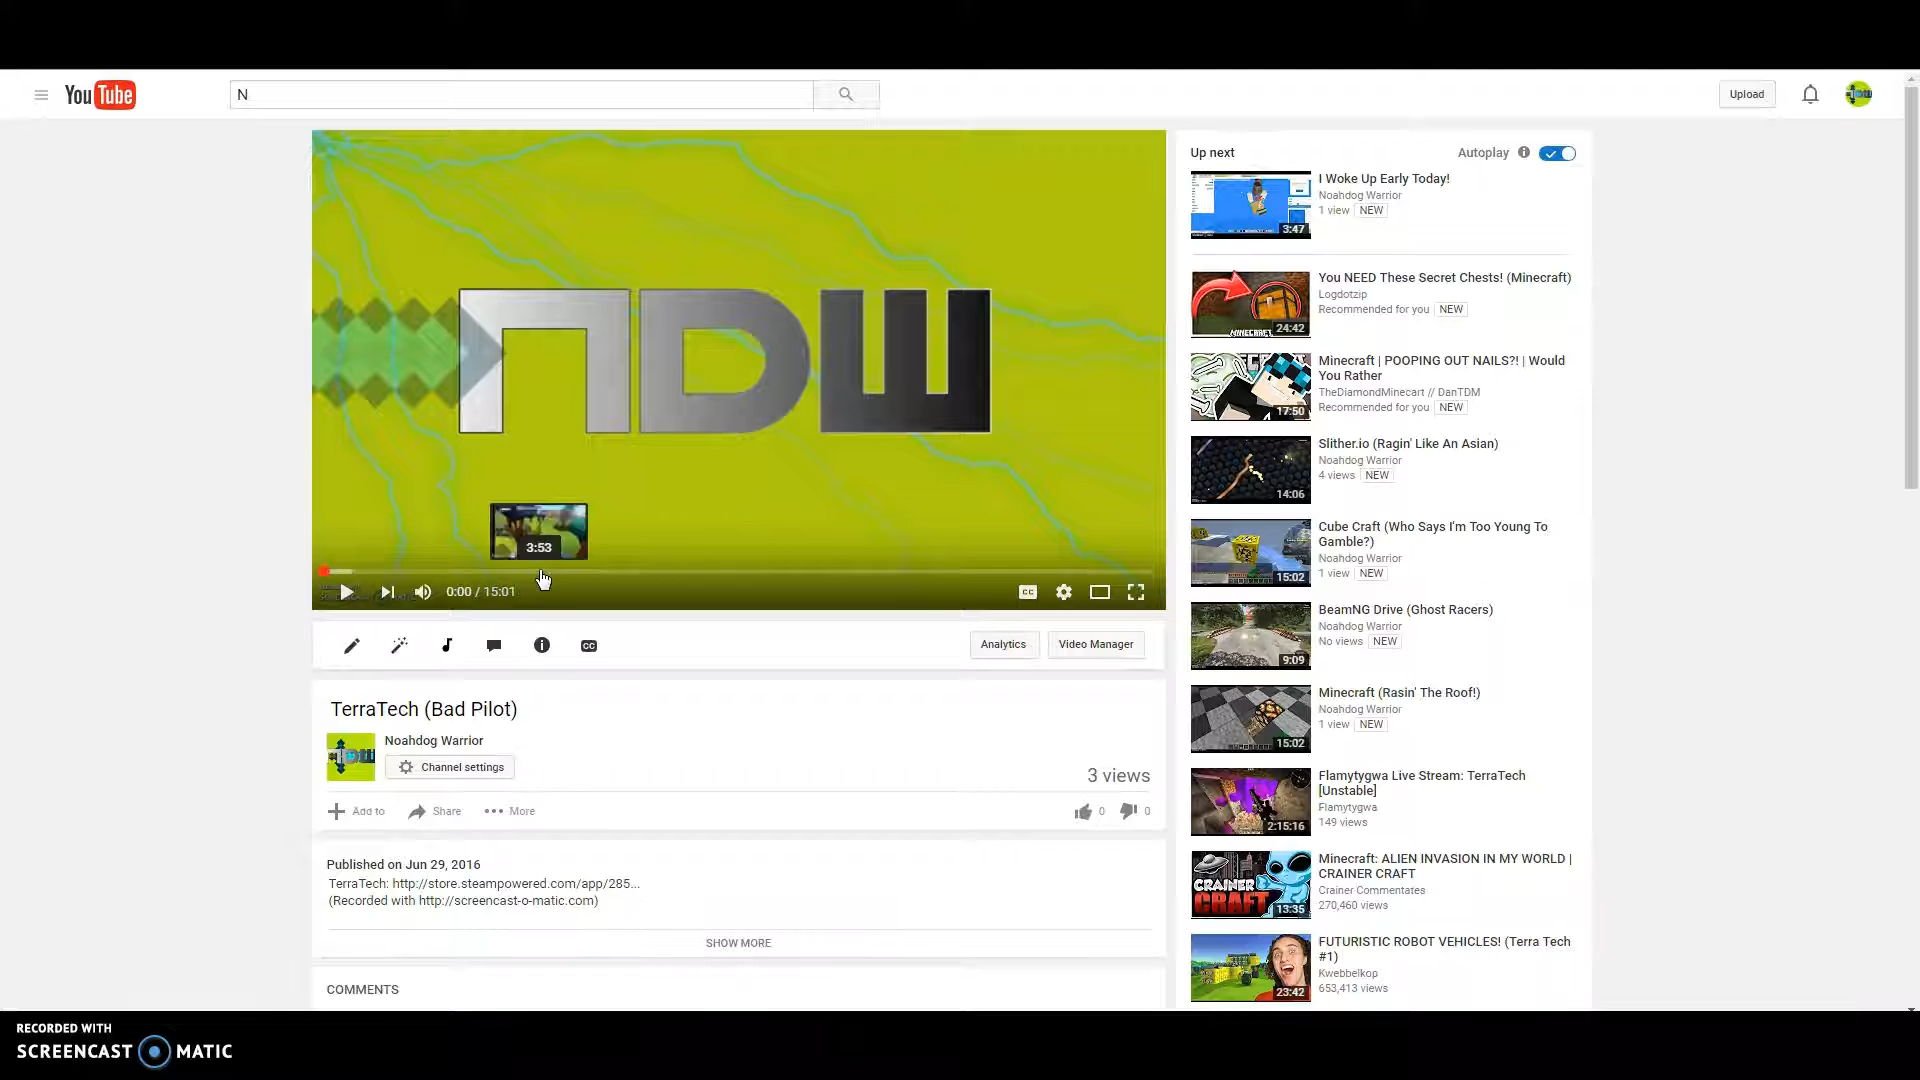 YouTube
N
Upload
NDW
3:53
0:00 / 15:01
CC
CC
Analytics
Video Manager
TerraTech (Bad Pilot)
NDW
Noahdog Warrior
Channel settings
3 views
Add to
Share
More
0
0
Published on Jun 29, 2016
TerraTech: http://store.steampowered.com/app/285...
(Recorded with http://screencast-o-matic.com)
SHOW MORE
COMMENTS
Up next
Autoplay
I Woke Up Early Today!
Noahdog Warrior
1 view NEW
3:47
You NEED These Secret Chests! (Minecraft)
Logdotzip
Recommended for you NEW
24:42
MINECRAFT
Minecraft | POOPING OUT NAILS?! | Would
You Rather
TheDiamondMinecart // DanTDM
Recommended for you NEW
17:50
Slither.io (Ragin' Like An Asian)
Noahdog Warrior
4 views NEW
14:06
Cube Craft (Who Says I'm Too Young To
Gamble?)
Noahdog Warrior
1 view NEW
15:02
BeamNG Drive (Ghost Racers)
Noahdog Warrior
No views NEW
9:09
Minecraft (Rasin' The Roof!)
Noahdog Warrior
1 view NEW
15:02
Flamytygwa Live Stream: TerraTech
[Unstable]
Flamytygwa
149 views
2:15:16
Minecraft: ALIEN INVASION IN MY WORLD |
CRAINER CRAFT
Crainer Commentates
270,460 views
CRAINER
CRAFT
13:35
FUTURISTIC ROBOT VEHICLES! (Terra Tech
#1)
Kwebbelkop
653,413 views
23:42
RECORDED WITH
SCREENCAST MATIC